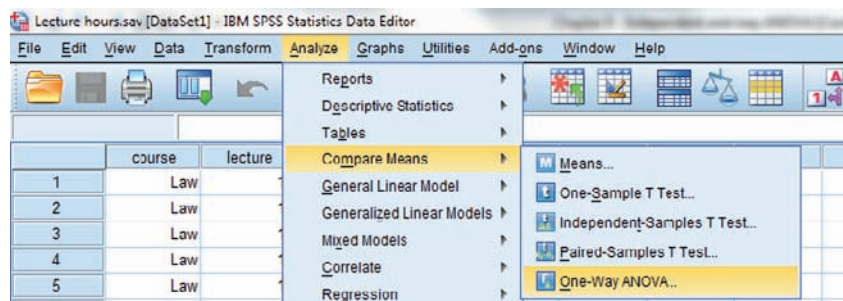 Lecture hours.sav [DataSet1] - IBM SPSS Statistics Data Editor
File Edit View Data Transform Analyze Graphs Utilities Add-ons Window Help
Reports
Descriptive Statistics
Tables
Compare Means
General Linear Model
Generalized Linear Models
Mixed Models
Correlate
Regression
Means...
One-Sample T Test...
Independent-Samples T Test...
Paired-Samples T Test...
One-Way ANOVA...
course lecture
1 Law
2 Law
3 Law
4 Law
5 Law